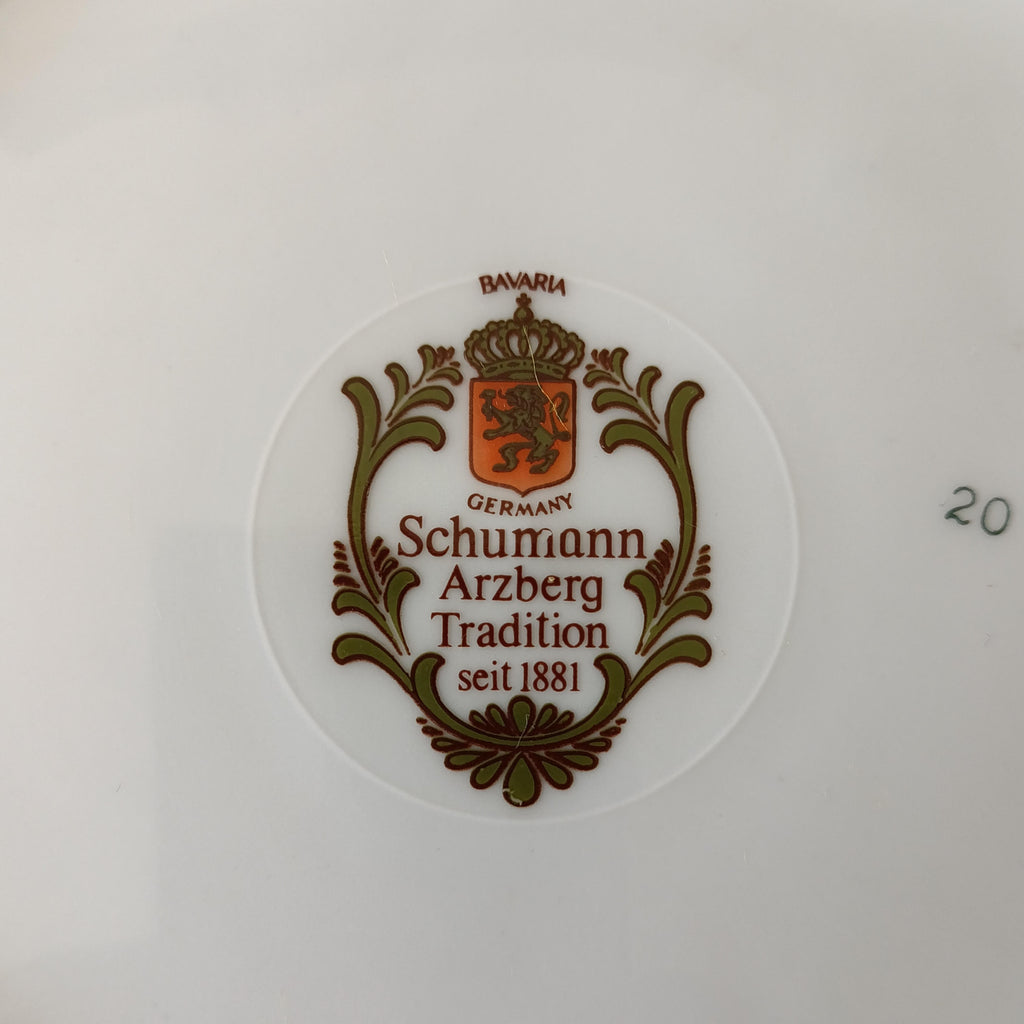 BAVARIA
GERMANY
Schumann
Arzberg
Tradition
seit 1881
20